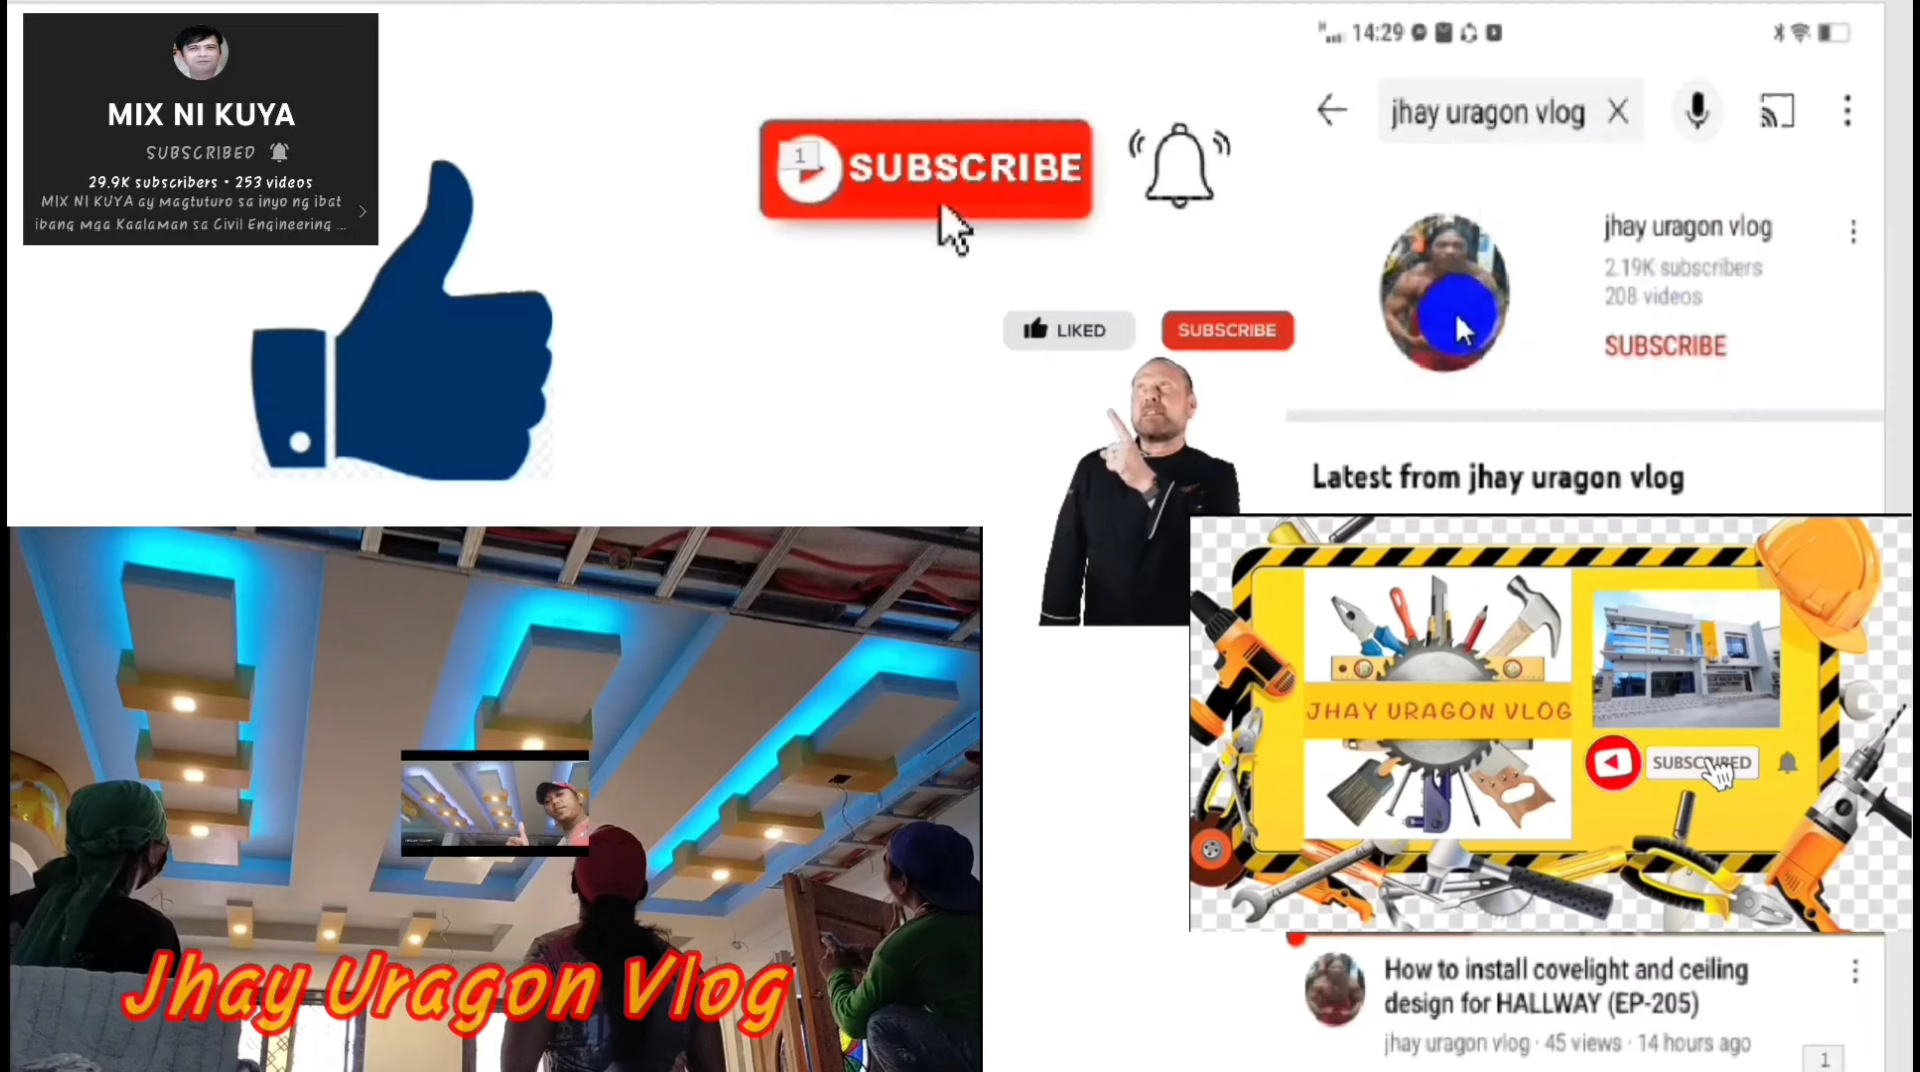 MIX NI KUYA
SUBSCRIBED
29.9K subscribers • 253 videos
MIX NI KUYA ay Magtuturo sa inyo ng ibat
ibang mga Kaalaman sa Civil Engineering ...
1
SUBSCRIBE
LIKED
SUBSCRIBE
H
14:29
jhay uragon vlog
jhay uragon vlog
2.19K subscribers
208 videos
SUBSCRIBE
Latest from jhay uragon vlog
JHAY URAGON VLOG
SUBSCRIBED
Jhay Uragon Vlog
How to install covelight and ceiling
design for HALLWAY (EP-205)
jhay uragon vlog · 45 views · 14 hours ago
1